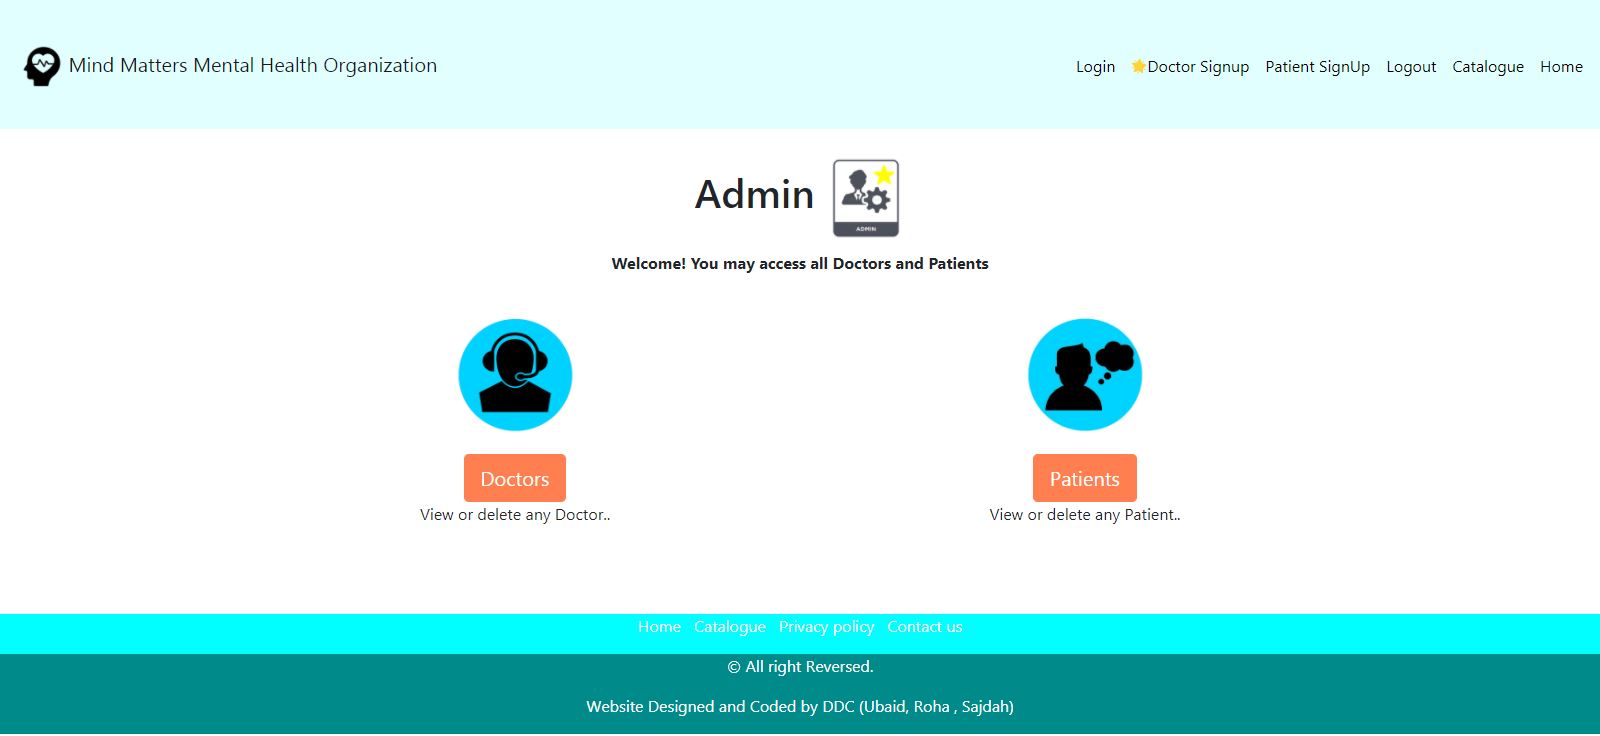 Mind Matters Mental Health Organization
Login Doctor Signup Patient SignUp Logout Catalogue Home
Admin
ADMIN
Welcome! You may access all Doctors and Patients
Doctors
View or delete any Doctor..
Patients
View or delete any Patient..
Home Catalogue Privacy policy Contact us
© All right Reversed.
Website Designed and Coded by DDC (Ubaid, Roha , Sajdah)